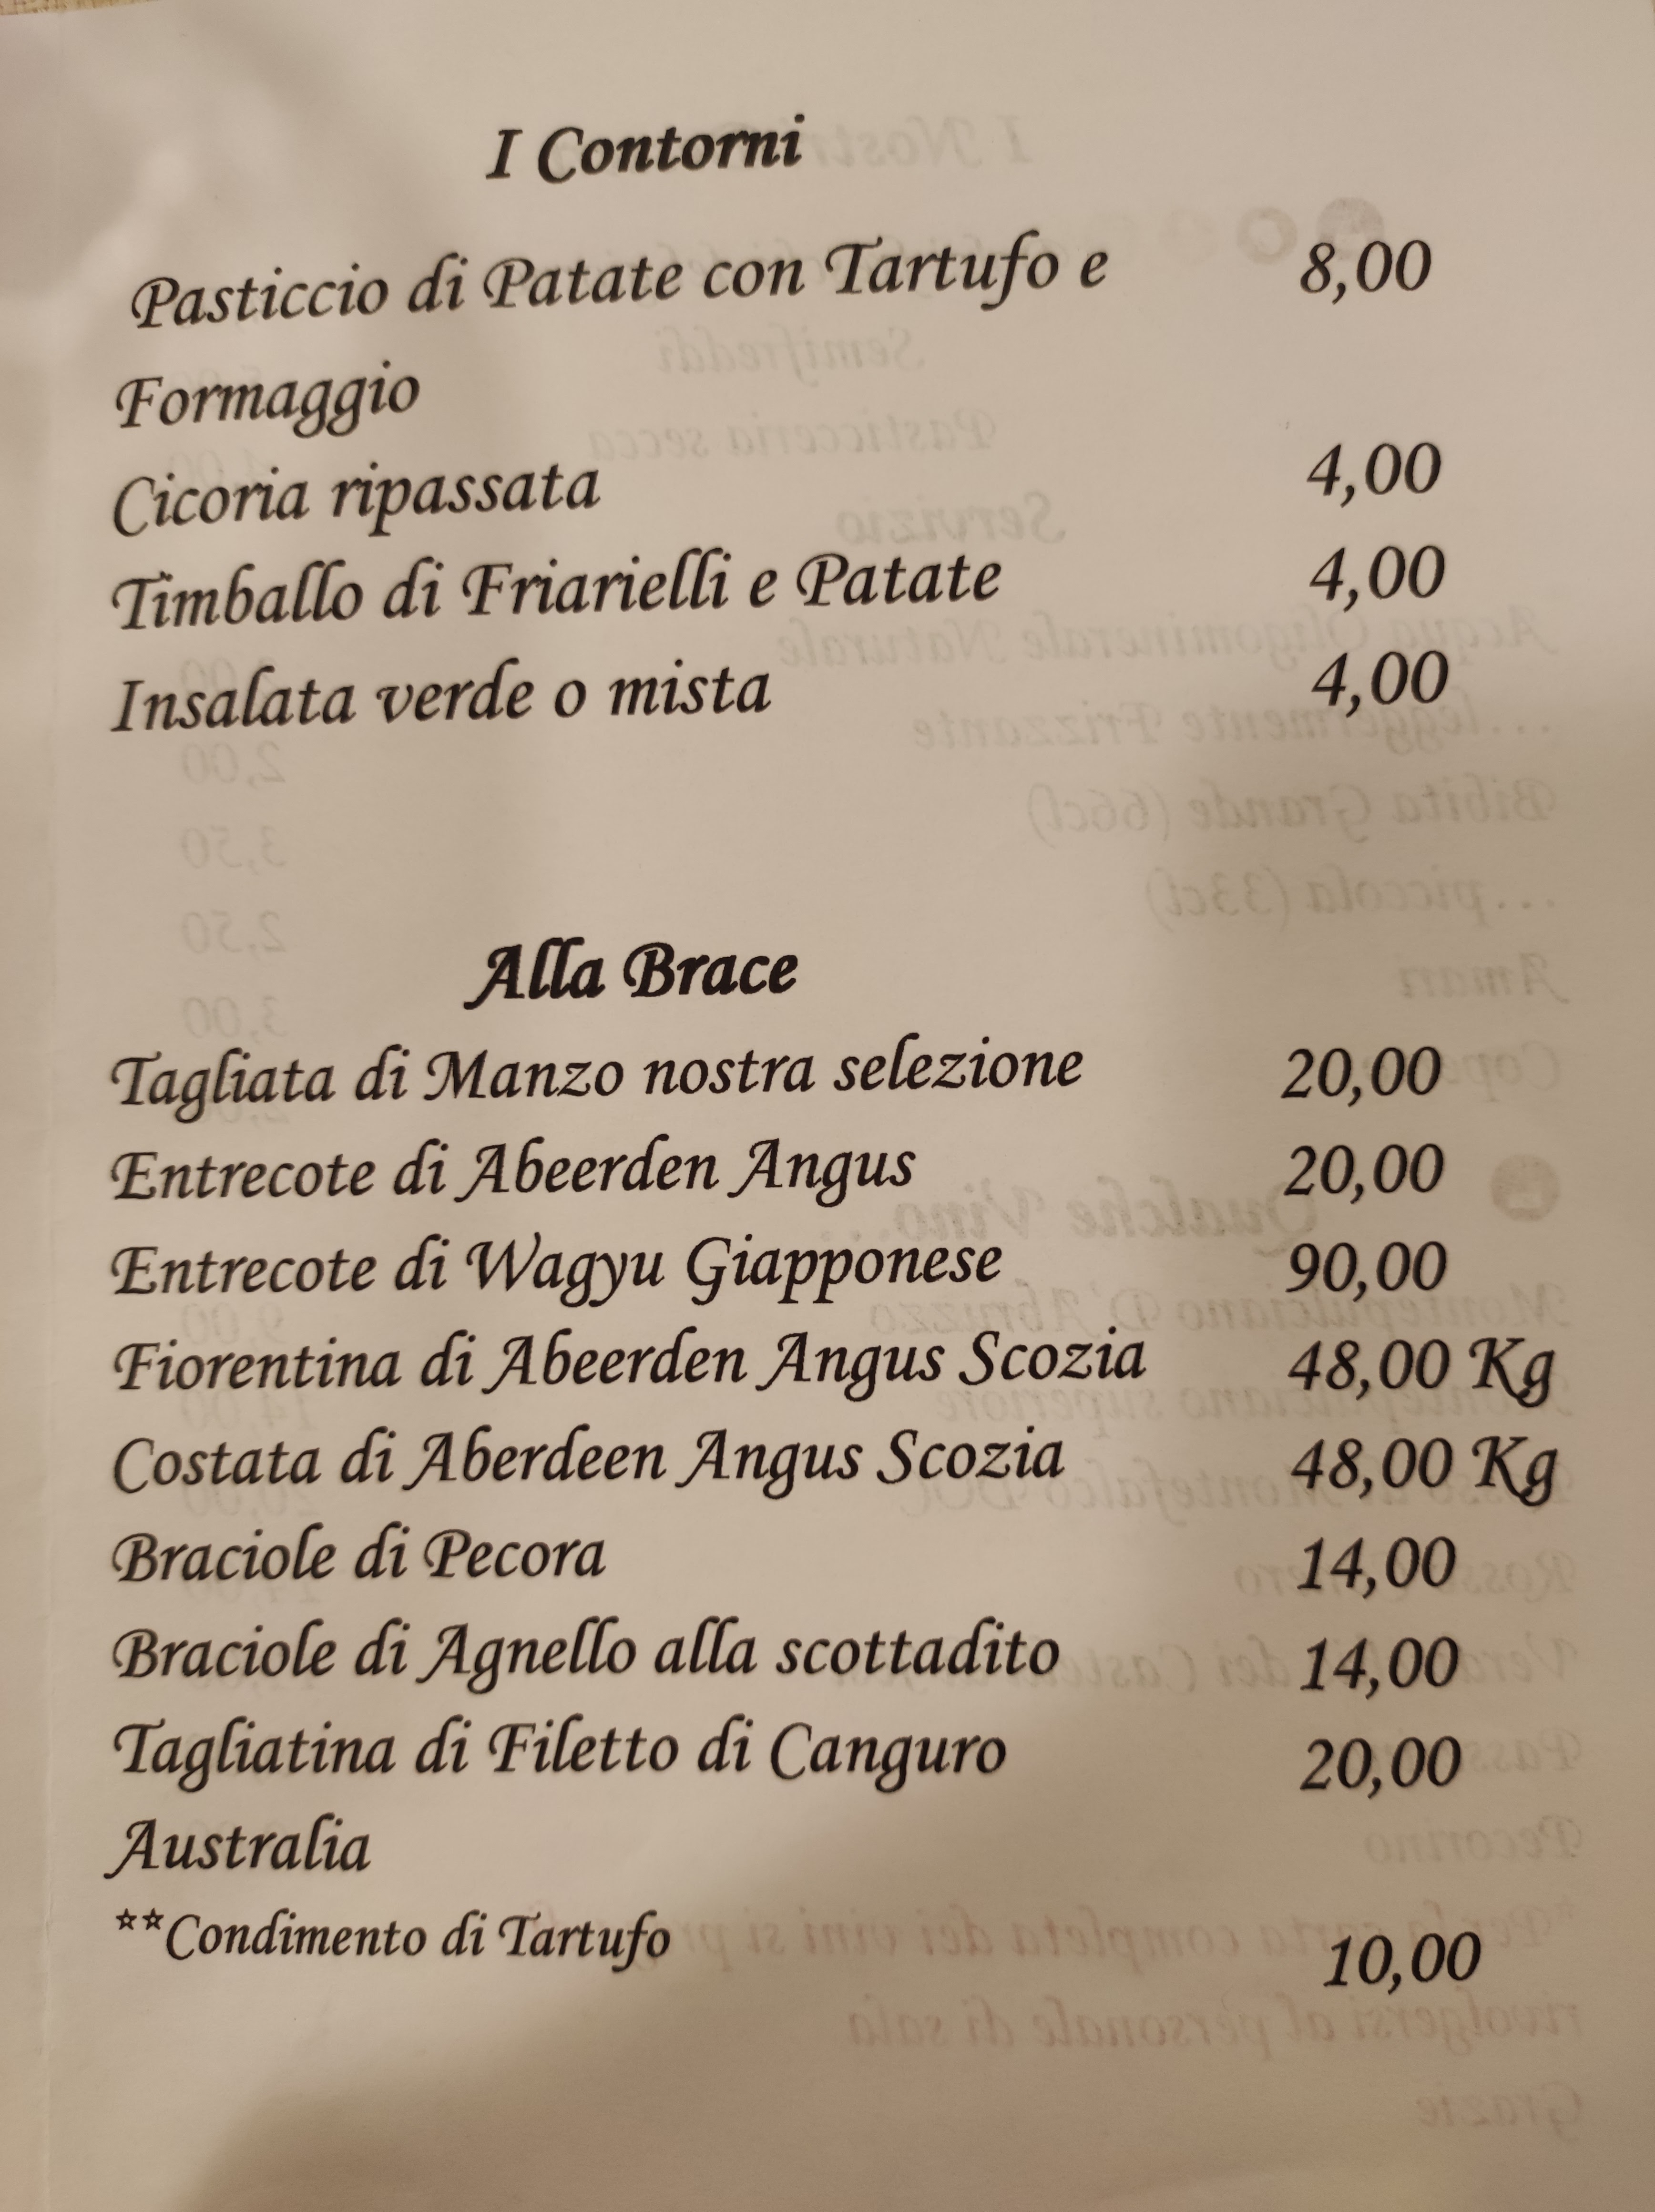 I Contorni
Pasticcio di Patate con Tartufo e 8,00
Formaggio
Cicoria ripassata 4,00
Timballo di Friarielli e Patate 4,00
Insalata verde o mista 4,00
Alla Brace
Tagliata di Manzo nostra selezione 20,00
Entrecote di Abeerden Angus 20,00
Entrecote di Wagyu Giapponese 90,00
Fiorentina di Abeerden Angus Scozia 48,00 Kg
Costata di Aberdeen Angus Scozia 48,00 Kg
Braciole di Pecora 14,00
Braciole di Agnello alla scottadito 14,00
Tagliatina di Filetto di Canguro 20,00
Australia
**Condimento di Tartufo 10,00